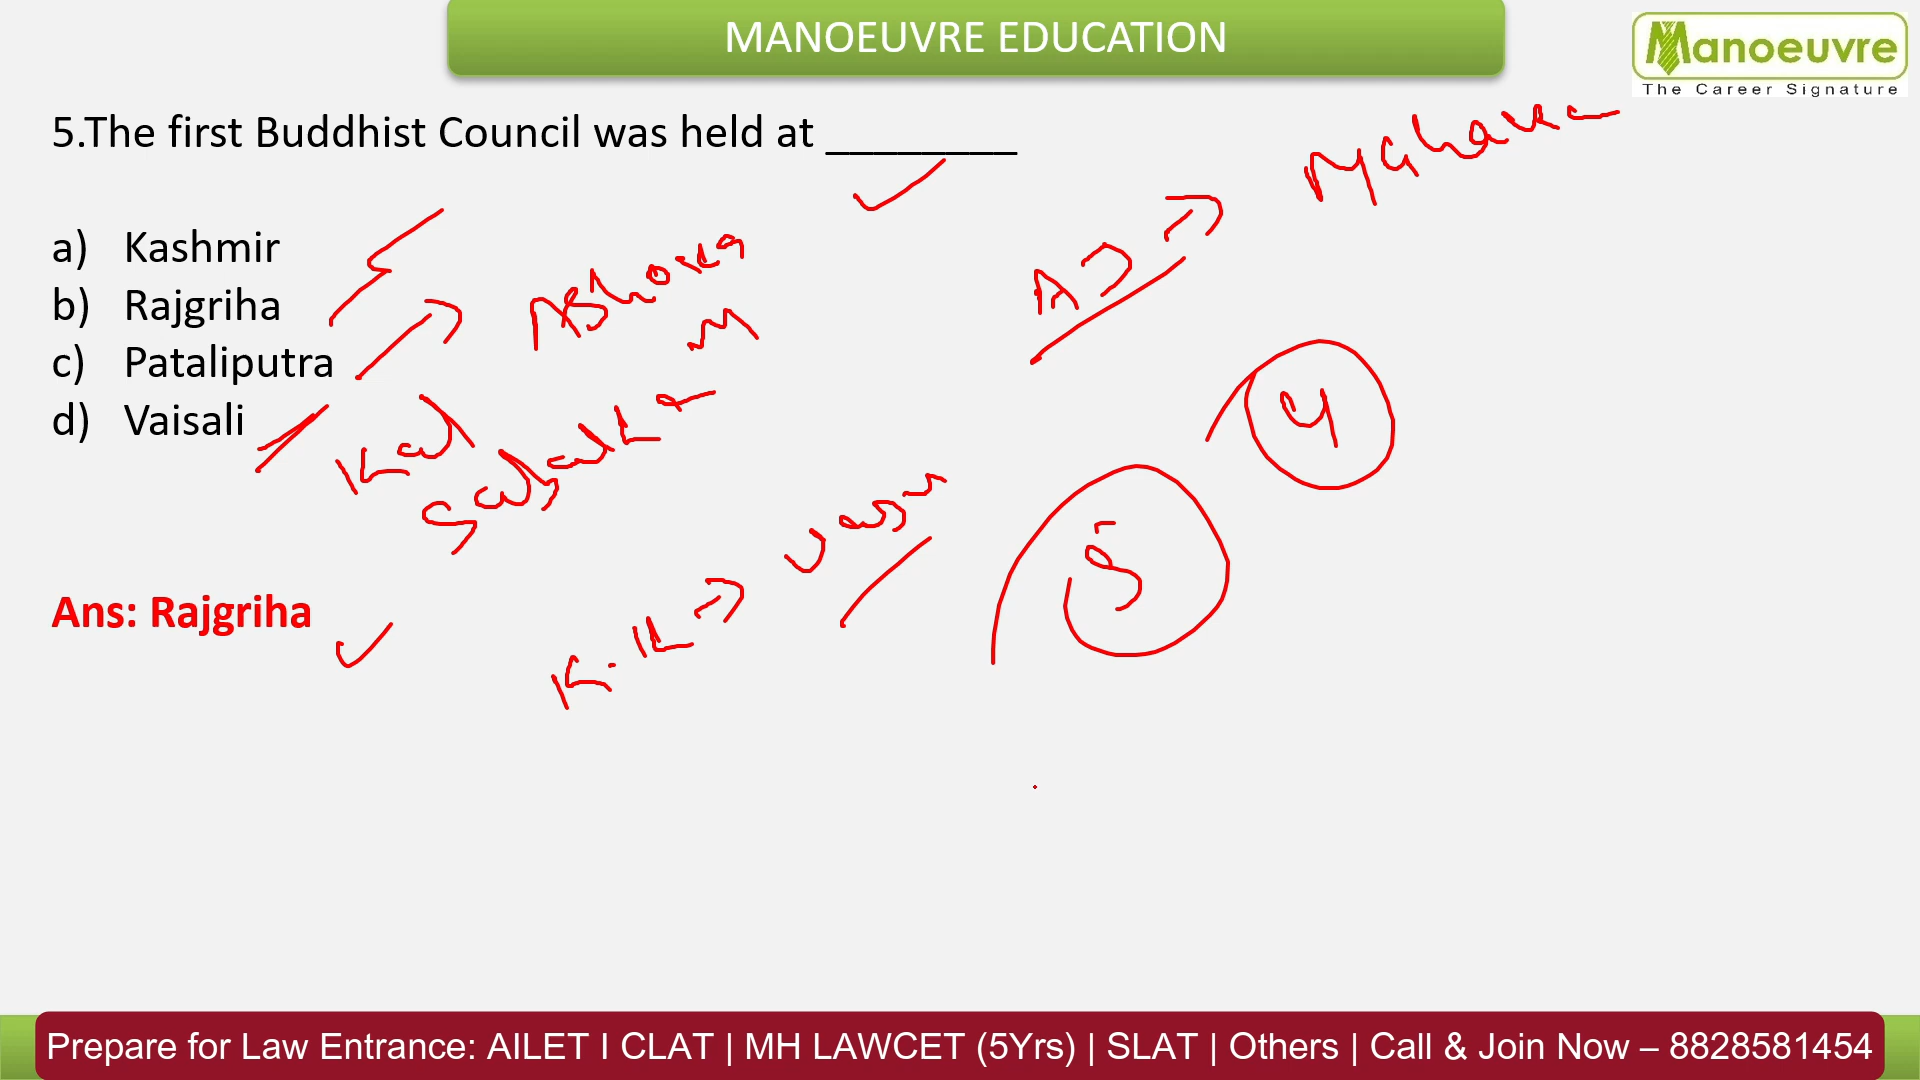 MANOEUVRE EDUCATION
Manoeuvre
The Career Signature
5.The first Buddhist Council was held at ________
a) Kashmir
b) Rajgriha
c) Pataliputra
d) Vaisali
Ashoka
M
AJ
4
5
K.K
Ans: Rajgriha
Prepare for Law Entrance: AILET I CLAT | MH LAWCET (5Yrs) | SLAT | Others | Call & Join Now – 8828581454